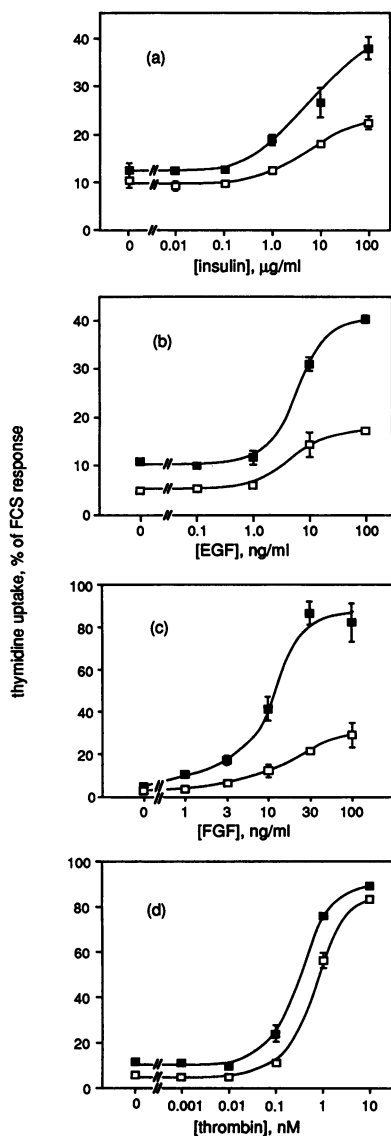 (a)
40
30
20
10
0
0 0.01 0.1 1.0 10 100
[insulin], µg/ml
(b)
40
30
20
10
0
0 0.1 1.0 10 100
[EGF], ng/ml
thymidine uptake, % of FCS response
(c)
100
80
60
40
20
0
0 1 3 10 30 100
[FGF], ng/ml
(d)
100
80
60
40
20
0
0 0.001 0.01 0.1 1 10
[thrombin], nM